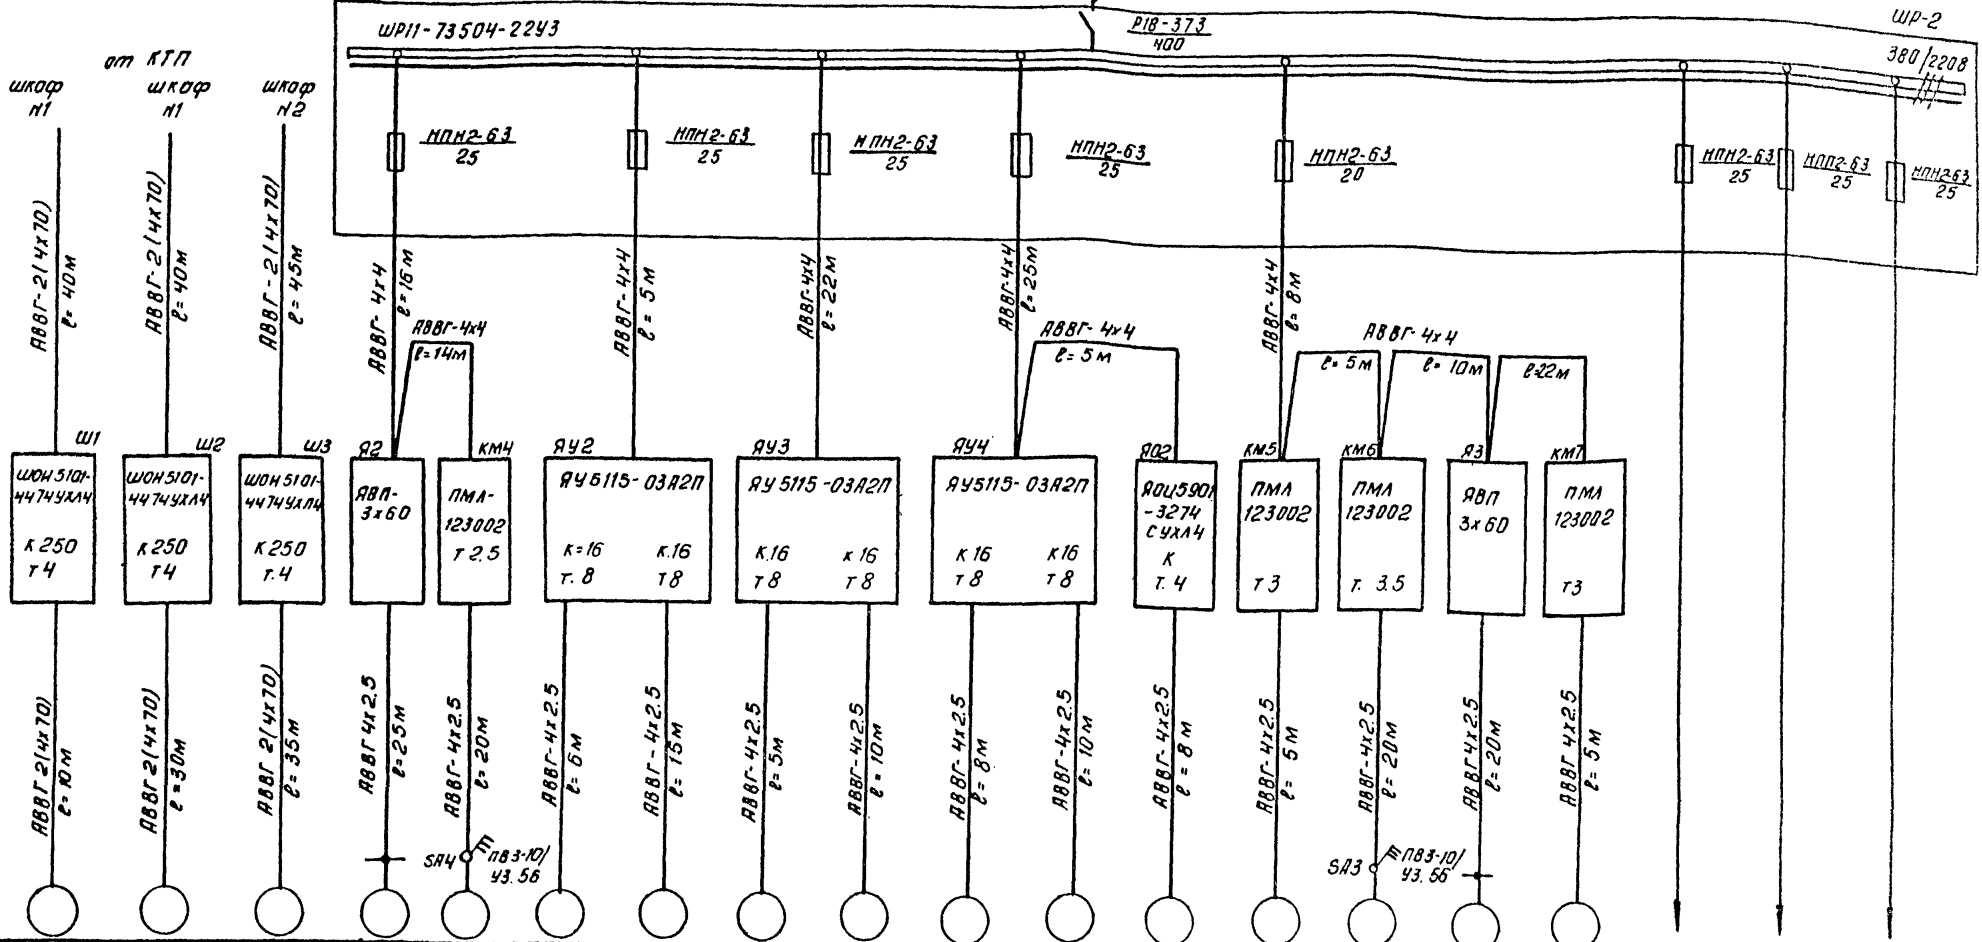 ШР11-73504-22У3
Р18-373
400
ШР-2
380/220В
от КТП
шкаф
N1
шкаф
N1
шкаф
N2
НПН2-63
25
НПН2-63
25
НПН2-63
25
НПН2-63
25
НПН2-63
20
НПН2-63
25
НПП2-63
25
НПН2-63
25
АВВГ-2(4х70)
ℓ=40м
АВВГ-2(4х70)
ℓ=40м
АВВГ-2(4х70)
ℓ=45м
АВВГ-4х4
ℓ=16м
АВВГ-4х4
ℓ=14м
АВВГ-4х4
ℓ=5м
АВВГ-4х4
ℓ=22м
АВВГ-4х4
ℓ=25м
АВВГ-4х4
ℓ=5м
АВВГ-4х4
ℓ=8м
АВВГ-4х4
ℓ=5м
ℓ=10м
ℓ=22м
Ш1
ШОН5101-
4474УХЛ4
К250
Т4
Ш2
ШОН5101-
4474УХЛ4
К250
Т4
Ш3
ШОН5101-
4474УХЛ4
К250
Т.4
Я2
ЯВП-
3х60
КМ4
ПМЛ-
123002
Т2.5
ЯУ2
ЯУ5115-03А2П
К=16
Т.8
К.16
Т8
ЯУ3
ЯУ5115-03А2П
К.16
Т8
К16
Т8
ЯУ4
ЯУ5115-03А2П
К16
Т8
К16
Т8
ЯО2
ЯОЦ5901
-3274
СУХЛ4
К
Т.4
КМ5
ПМЛ
123002
Т3
КМ6
ПМЛ
123002
Т.3.5
Я3
ЯВП
3х60
КМ7
ПМЛ
123002
Т3
АВВГ 2(4х70)
ℓ=10м
АВВГ 2(4х70)
ℓ=30м
АВВГ 2(4х70)
ℓ=35м
АВВГ 4х2.5
ℓ=25м
АВВГ-4х2.5
ℓ=20м
АВВГ-4х2.5
ℓ=6м
АВВГ-4х2.5
ℓ=15м
АВВГ-4х2.5
ℓ=5м
АВВГ-4х2.5
ℓ=10м
АВВГ-4х2.5
ℓ=8м
АВВГ-4х2.5
ℓ=10м
АВВГ-4х2.5
ℓ=8м
АВВГ-4х2.5
ℓ=5м
АВВГ-4х2.5
ℓ=20м
АВВГ 4х2.5
ℓ=20м
АВВГ 4х2.5
ℓ=5м
SA4
ПВ3-10/
У3.56
SA3
ПВ3-10/
У3.56